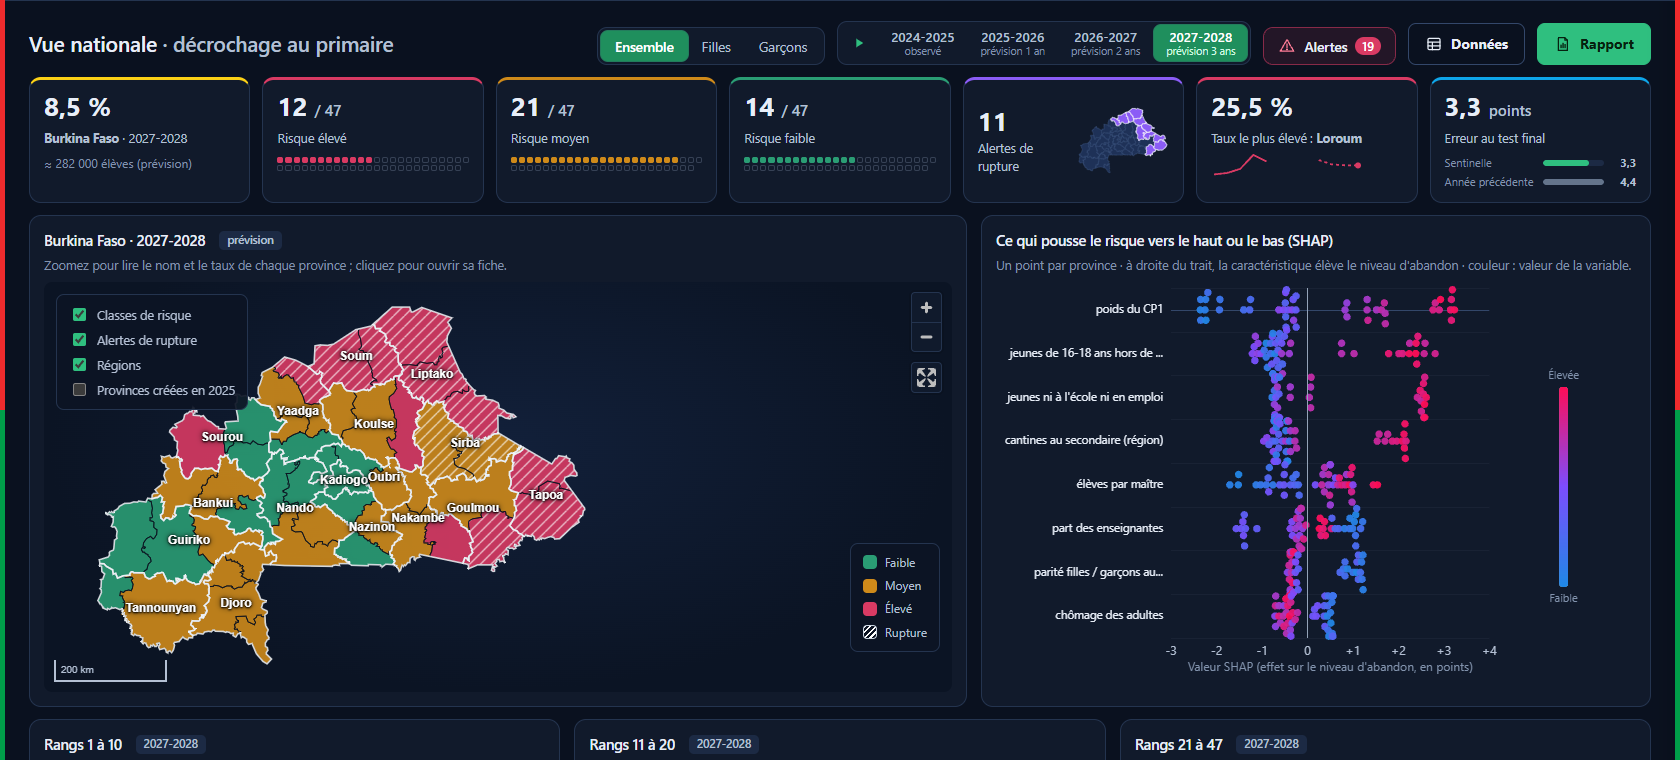 Vue nationale · décrochage au primaire
Ensemble
Filles
Garçons
2024-2025
observé
2025-2026
prévision 1 an
2026-2027
prévision 2 ans
2027-2028
prévision 3 ans
Alertes 19
Données
Rapport
8,5 %
Burkina Faso · 2027-2028
≈ 282 000 élèves (prévision)
12 / 47
Risque élevé
21 / 47
Risque moyen
14 / 47
Risque faible
11
Alertes de
rupture
25,5 %
Taux le plus élevé : Loroum
3,3 points
Erreur au test final
Sentinelle 3,3
Année précédente 4,4
Burkina Faso · 2027-2028 prévision
Zoomez pour lire le nom et le taux de chaque province ; cliquez pour ouvrir sa fiche.
Classes de risque
Alertes de rupture
Régions
Provinces créées en 2025
+
−
Soum
Liptako
Yaadga
Koulse
Sourou
Sirba
Kadiogo
Oubri
Tapoa
Bankui
Nando
Goulmou
Nakambe
Nazinon
Guiriko
Tannounyan
Djoro
Faible
Moyen
Élevé
Rupture
200 km
Ce qui pousse le risque vers le haut ou le bas (SHAP)
Un point par province · à droite du trait, la caractéristique élève le niveau d'abandon · couleur : valeur de la variable.
poids du CP1
jeunes de 16-18 ans hors de ...
jeunes ni à l'école ni en emploi
cantines au secondaire (région)
élèves par maître
part des enseignantes
parité filles / garçons au...
chômage des adultes
-3 -2 -1 0 +1 +2 +3 +4
Valeur SHAP (effet sur le niveau d'abandon, en points)
Élevée
Faible
Rangs 1 à 10 2027-2028
Rangs 11 à 20 2027-2028
Rangs 21 à 47 2027-2028